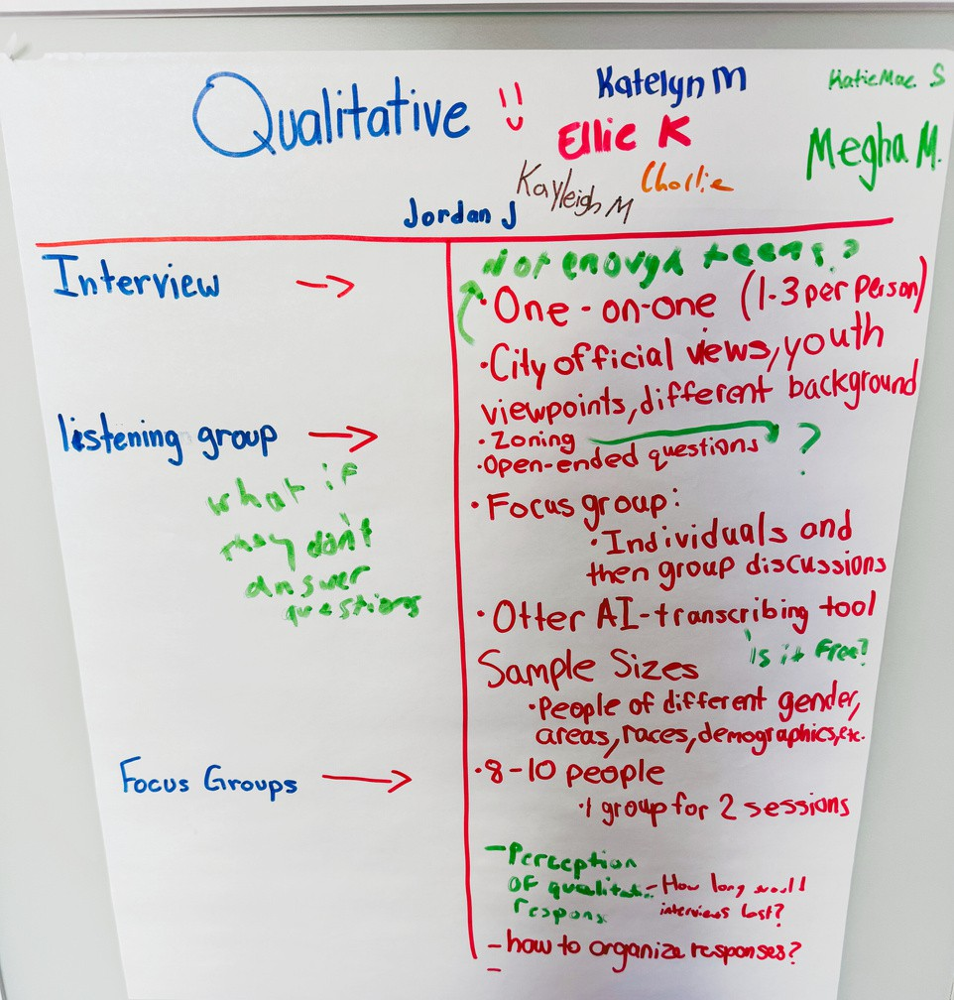 Qualitative
Katelyn M
KatieMae S
Ellie K
Megha M.
Kayleigh M
Charlie
Jordan J
Interview →
Not enough teens?
• One-on-one (1-3 per person)
• City official views, youth
viewpoints, different background
listening group →
• Zoning → ?
• Open-ended questions
what if
they don't
answer
questions
• Focus group:
• Individuals and
then group discussions
• Otter AI-transcribing tool
is it free?
Sample Sizes
• People of different gender,
areas, races, demographics, etc.
Focus Groups →
• 8-10 people
• 1 group for 2 sessions
- Perception
of
- How long would
interviews last?
- how to organize responses?
-